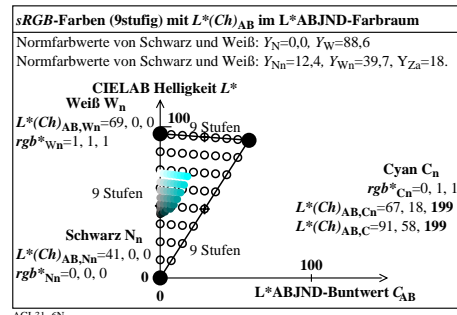 sRGB-Farben (9stufig) mit L*(Ch)AB im L*ABJND-Farbraum
Normfarbwerte von Schwarz und Weiß: YN=0,0, YW=88,6
Normfarbwerte von Schwarz und Weiß: YNn=12,4, YWn=39,7, YZa=18.
CIELAB Helligkeit L*
Weiß Wn
100
L*(Ch)AB,Wn=69, 0, 0
9 Stufen
rgb*Wn=1, 1, 1
Cyan Cn
rgb*Cn=0, 1, 1
9 Stufen
L*(Ch)AB,Cn=67, 18, 199
L*(Ch)AB,C=91, 58, 199
Schwarz Nn
9 Stufen
L*(Ch)AB,Nn=41, 0, 0
rgb*Nn=0, 0, 0
0
100
0
L*ABJND-Buntwert CAB